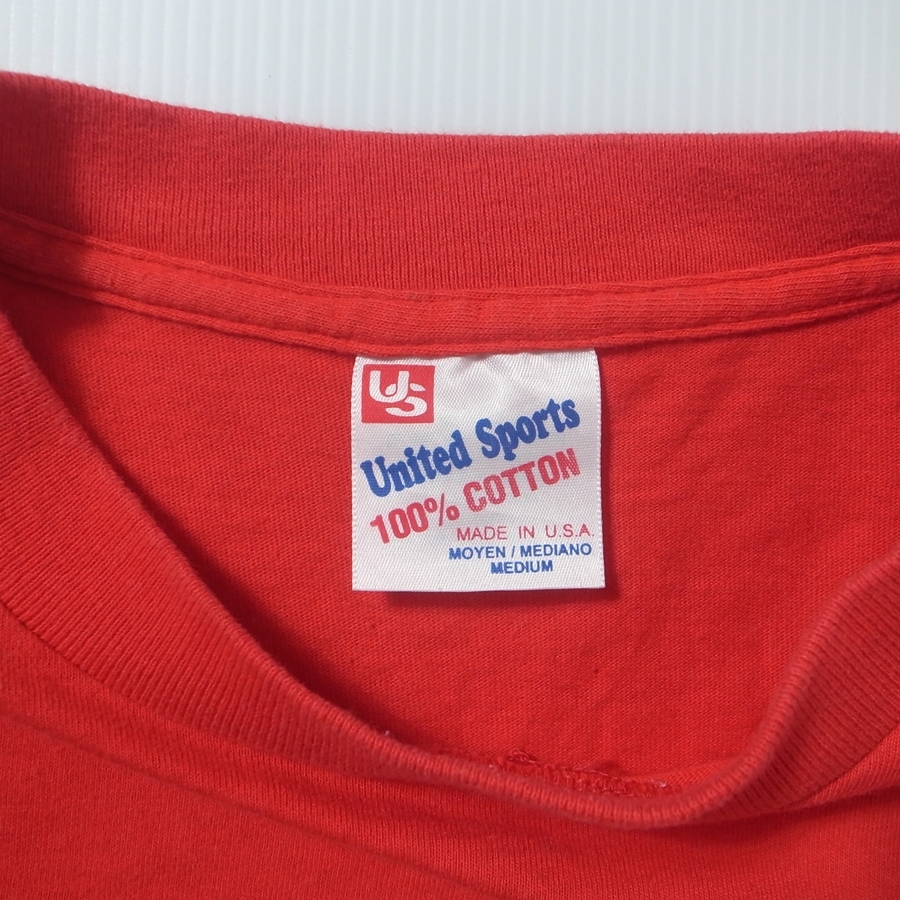 US
United Sports
100% COTTON
MADE IN U.S.A.
MOYEN / MEDIANO
MEDIUM